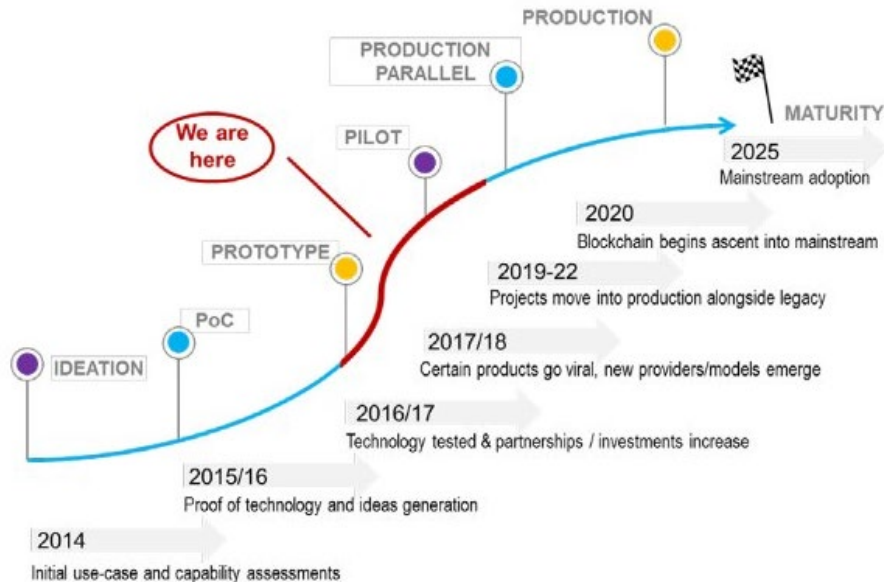 PRODUCTION
PRODUCTION
PARALLEL
MATURITY
We are
here
PILOT
2025
Mainstream adoption
2020
Blockchain begins ascent into mainstream
PROTOTYPE
2019-22
Projects move into production alongside legacy
PoC
2017/18
Certain products go viral, new providers/models emerge
IDEATION
2016/17
Technology tested & partnerships / investments increase
2015/16
Proof of technology and ideas generation
2014
Initial use-case and capability assessments